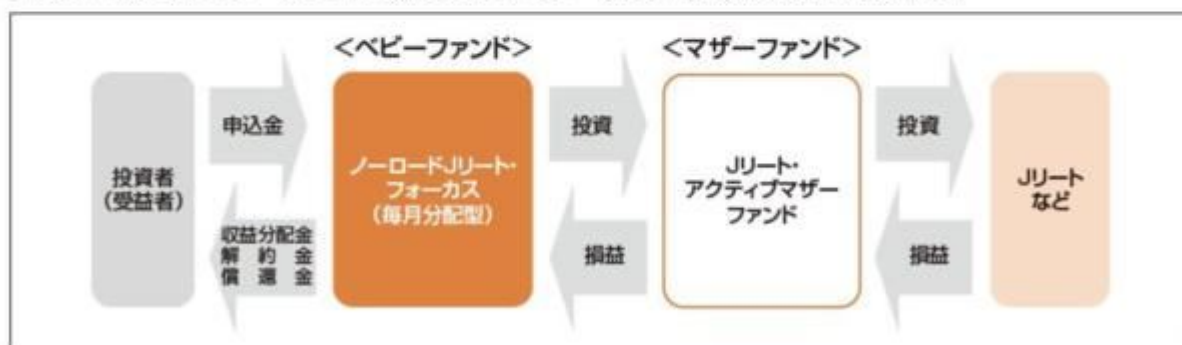 <ベビーファンド>
<マザーファンド>
投資者
(受益者)
申込金
収益分配金
解約金
償還金
ノーロードJリート・
フォーカス
(毎月分配型)
投資
損益
Jリート・
アクティブマザー
ファンド
投資
損益
Jリート
など